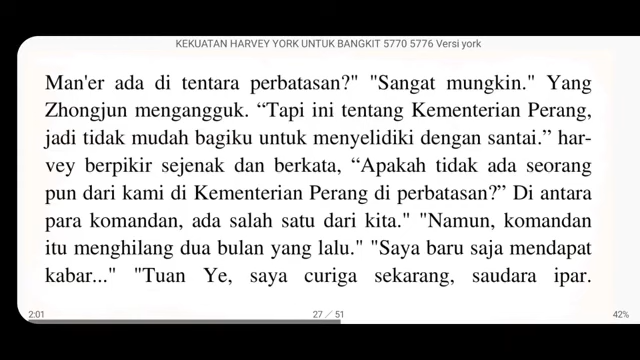 KEKUATAN HARVEY YORK UNTUK BANGKIT 5770 5776 Versi york
Man'er ada di tentara perbatasan?" "Sangat mungkin." Yang
Zhongjun mengangguk. “Tapi ini tentang Kementerian Perang,
jadi tidak mudah bagiku untuk menyelidiki dengan santai.” har-
vey berpikir sejenak dan berkata, “Apakah tidak ada seorang
pun dari kami di Kementerian Perang di perbatasan?” Di antara
para komandan, ada salah satu dari kita." "Namun, komandan
itu menghilang dua bulan yang lalu." "Saya baru saja mendapat
kabar..." "Tuan Ye, saya curiga sekarang, saudara ipar.
2:01 27 / 51 42%